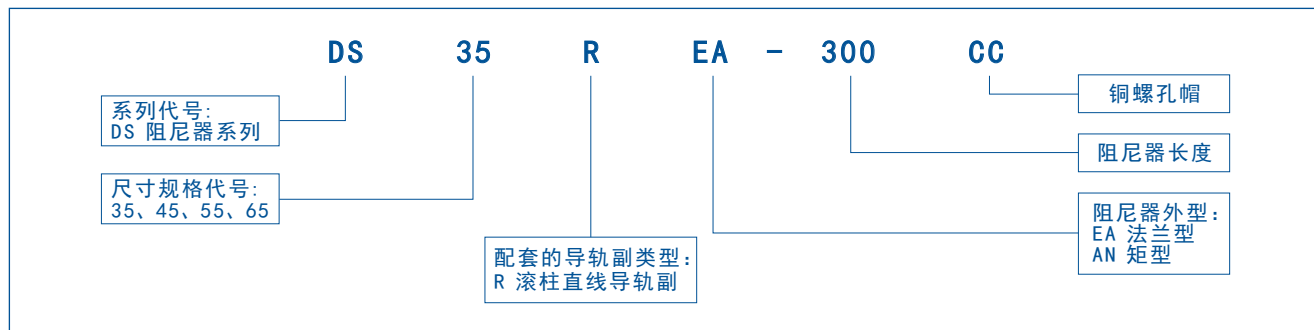 DS 35 R EA - 300 CC
系列代号:
DS 阻尼器系列
铜螺孔帽
阻尼器长度
尺寸规格代号:
35、45、55、65
阻尼器外型:
EA 法兰型
AN 矩型
配套的导轨副类型:
R 滚柱直线导轨副